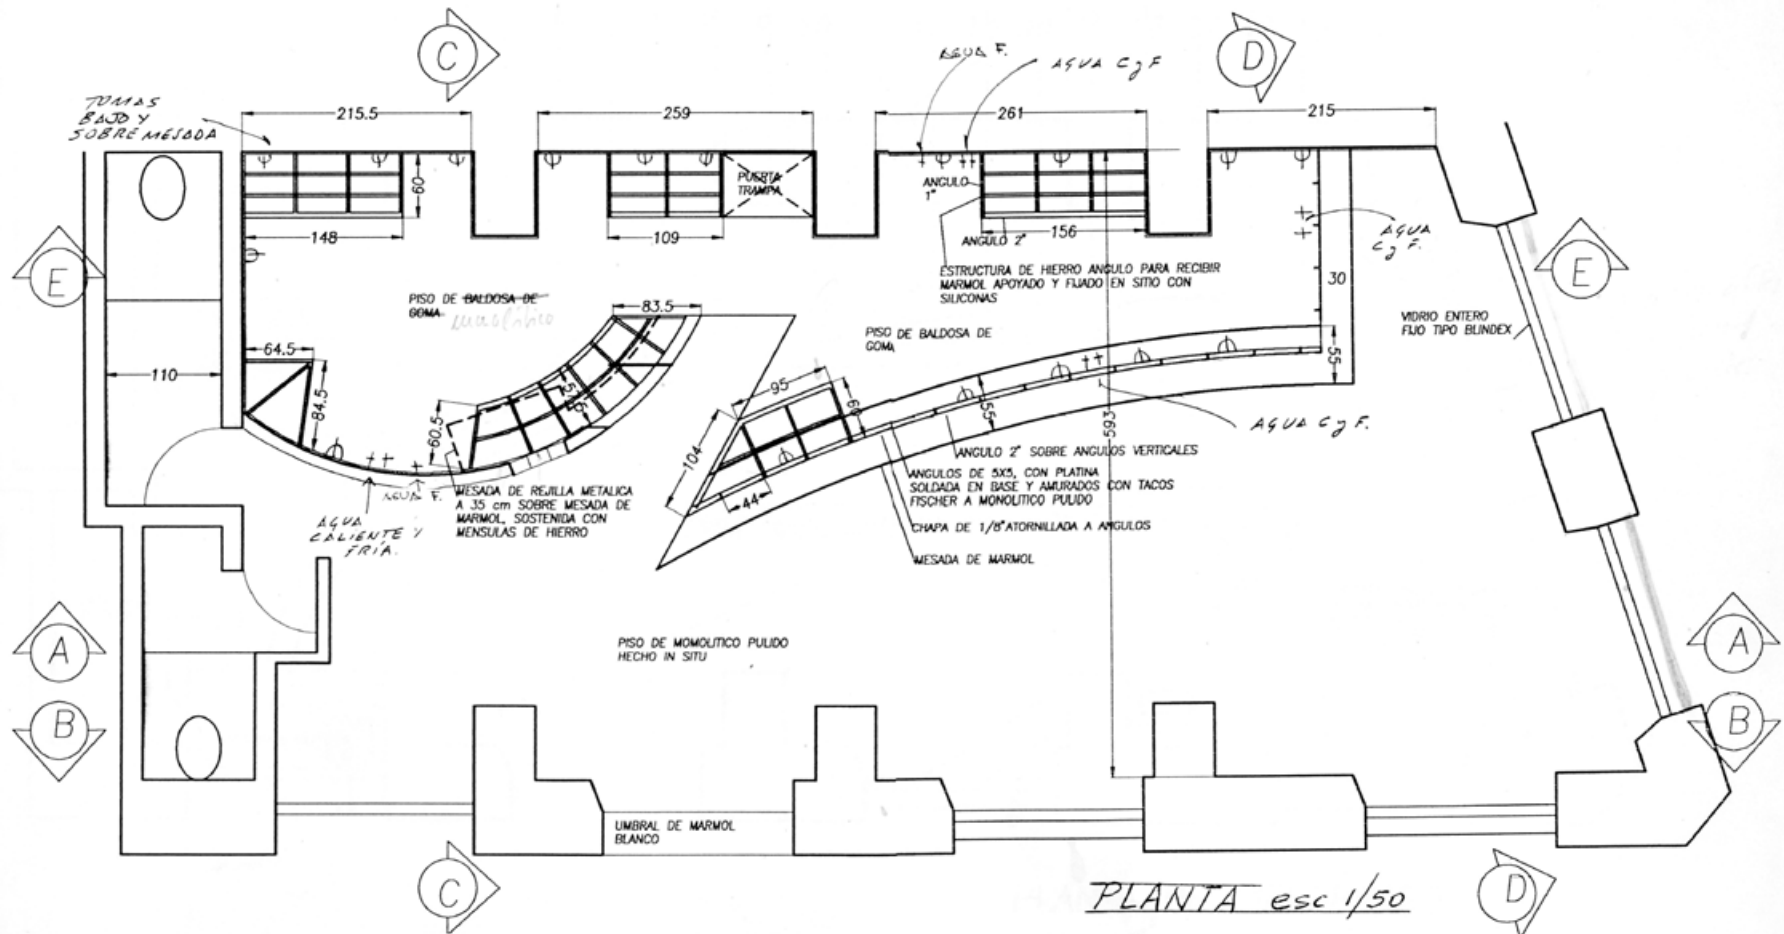 C
D
AGUA F.
AGUA C y F
TOMAS
BAJO Y
SOBRE MESADA
215.5
259
261
215
PUERTA
TRAMPA
60
ANGULO
1"
148
109
ANGULO 2"
156
AGUA
C y F.
E
E
ESTRUCTURA DE HIERRO ANGULO PARA RECIBIR
MARMOL APOYADO Y FIJADO EN SITIO CON
SILICONAS
30
PISO DE BALDOSA DE
GOMA
monolítico
83.5
PISO DE BALDOSA DE
GOMA
VIDRIO ENTERO
FIJO TIPO BLINDEX
64.5
110
84.5
60.5
95
60
55
55
593
104
44
AGUA C y F.
ANGULO 2" SOBRE ANGULOS VERTICALES
ANGULOS DE 5X5, CON PLATINA
SOLDADA EN BASE Y AMURADOS CON TACOS
FISCHER A MONOLITICO PULIDO
CHAPA DE 1/8" ATORNILLADA A ANGULOS
MESADA DE MARMOL
AGUA F.
MESADA DE REJILLA METALICA
A 35 cm SOBRE MESADA DE
MARMOL, SOSTENIDA CON
MENSULAS DE HIERRO
AGUA
CALIENTE Y
FRÍA.
A
A
PISO DE MOMOLITICO PULIDO
HECHO IN SITU
B
B
UMBRAL DE MARMOL
BLANCO
C
D
PLANTA esc 1/50